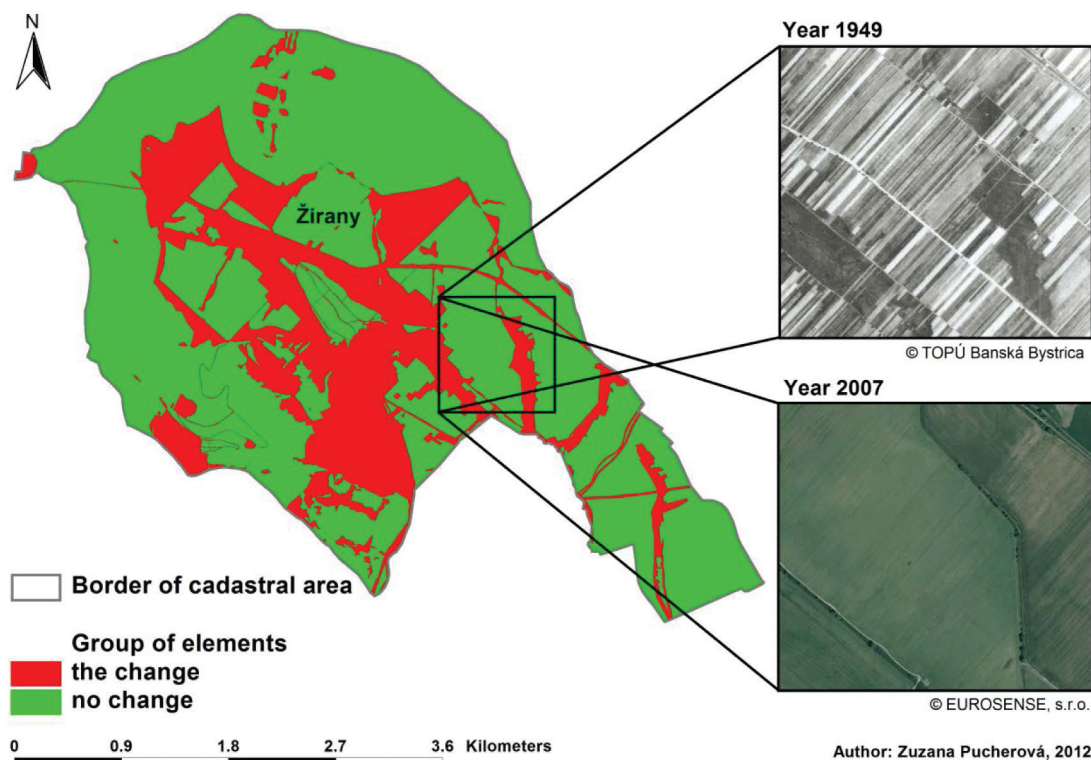 N
Year 1949
Žirany
© TOPÚ Banská Bystrica
Year 2007
Border of cadastral area
Group of elements
the change
no change
© EUROSENSE, s.r.o.
0 0.9 1.8 2.7 3.6 Kilometers
Author: Zuzana Pucherová, 2012